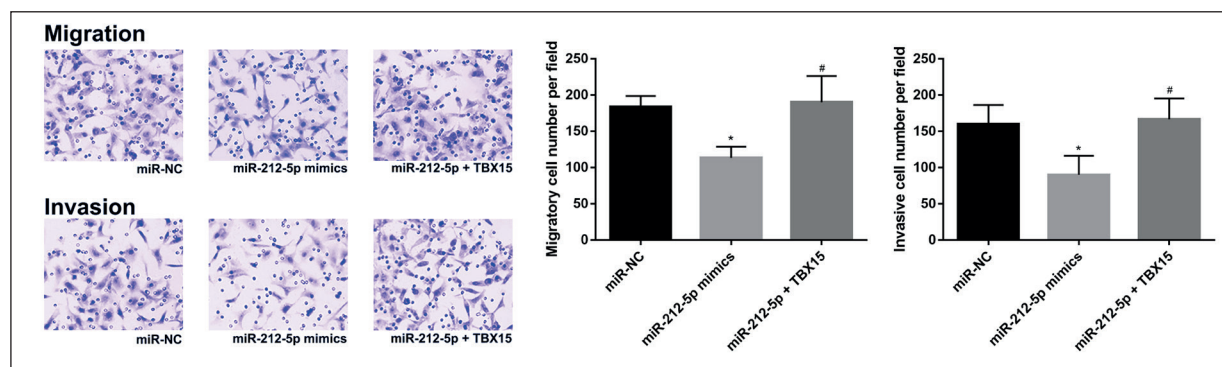 Migration
miR-NC
miR-212-5p mimics
miR-212-5p + TBX15
Invasion
miR-NC
miR-212-5p mimics
miR-212-5p + TBX15
Migratory cell number per field
250
200
150
100
50
0
*
#
miR-NC
miR-212-5p mimics
miR-212-5p + TBX15
Invasive cell number per field
250
200
150
100
50
0
*
#
miR-NC
miR-212-5p mimics
miR-212-5p + TBX15